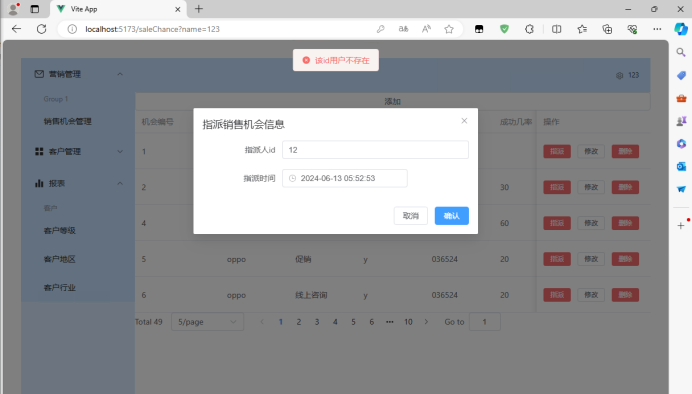 Vite App
localhost:5173/saleChance?name=123
该id用户不存在
营销管理
123
Group 1
添加
销售机会管理
机会编号
成功几率
操作
指派销售机会信息
客户管理
1
指派人id
12
指派
修改
删除
报表
2
指派时间
2024-06-13 05:52:53
30
指派
修改
删除
客户
取消
确认
客户等级
4
60
指派
修改
删除
客户地区
5
oppo
促销
y
036524
20
指派
修改
删除
客户行业
6
oppo
线上咨询
y
036524
20
指派
修改
删除
Total 49
5/page
1
2
3
4
5
6
•••
10
Go to
1